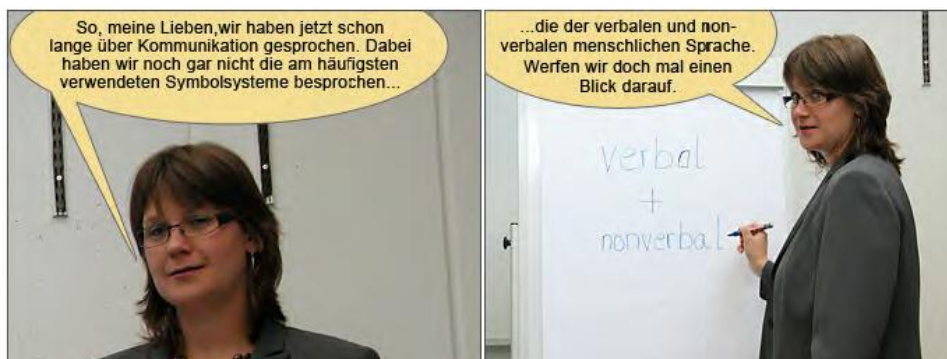 So, meine Lieben,wir haben jetzt schon
lange über Kommunikation gesprochen. Dabei
haben wir noch gar nicht die am häufigsten
verwendeten Symbolsysteme besprochen...
...die der verbalen und non-
verbalen menschlichen Sprache.
Werfen wir doch mal einen
Blick darauf.
verbal
+
nonverbal